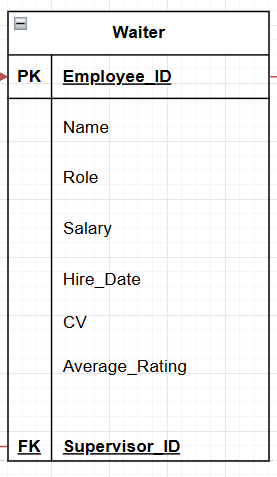 Waiter
PK Employee_ID
Name
Role
Salary
Hire_Date
CV
Average_Rating
FK Supervisor_ID